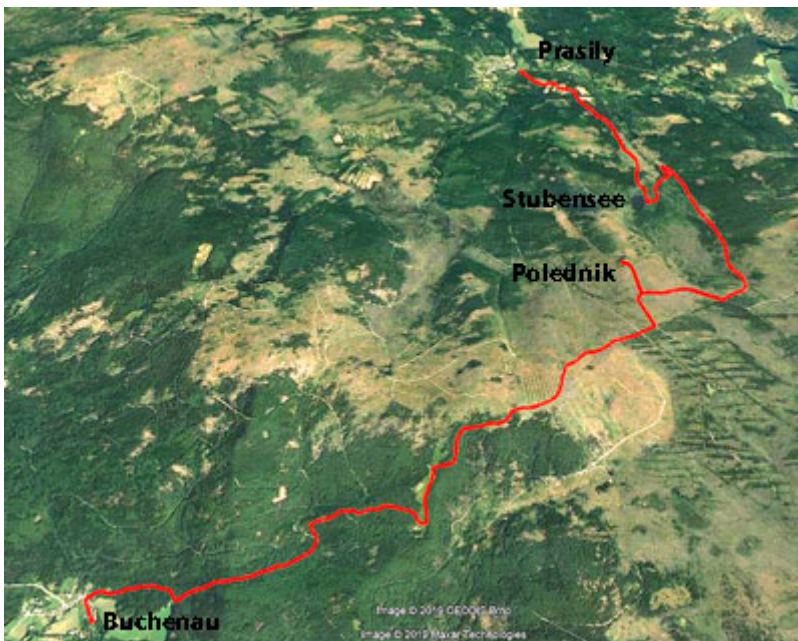 Prasily
Stubensee
Polednik
Buchenau
Image © 2019 GEODIS Brno
Image © 2019 Maxar Technologies